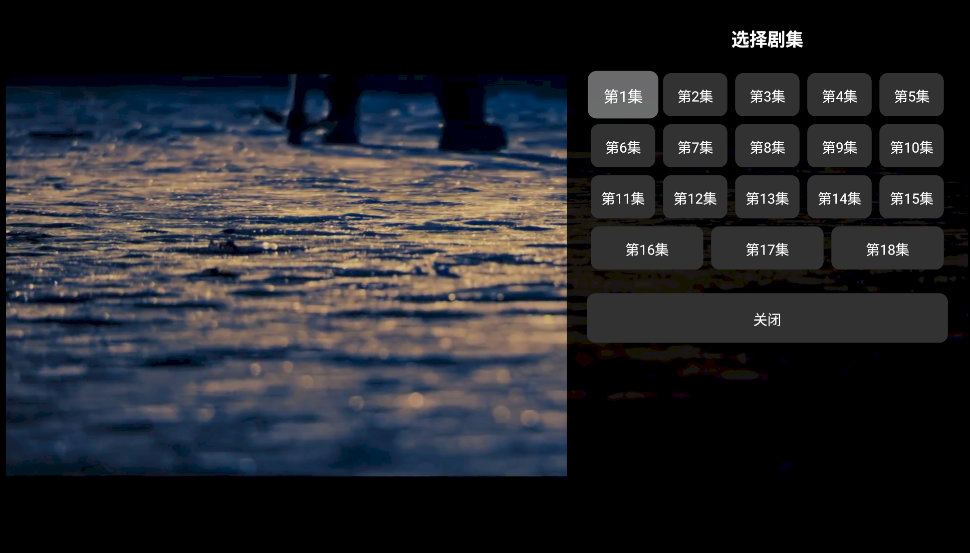 选择剧集
第1集 第2集 第3集 第4集 第5集
第6集 第7集 第8集 第9集 第10集
第11集 第12集 第13集 第14集 第15集
第16集 第17集 第18集
关闭